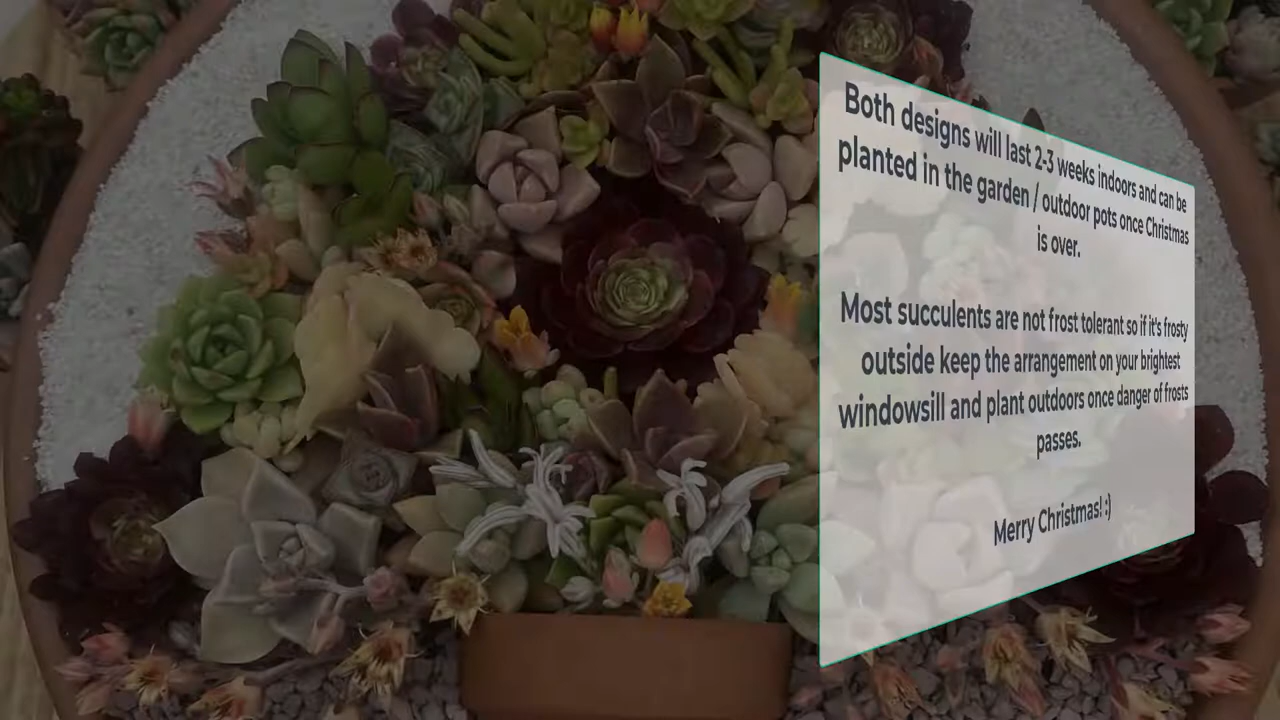 Both designs will last 2-3 weeks indoors and can be
planted in the garden / outdoor pots once Christmas
is over.
Most succulents are not frost tolerant so if it's frosty
outside keep the arrangement on your brightest
windowsill and plant outdoors once danger of frosts
passes.
Merry Christmas! :)